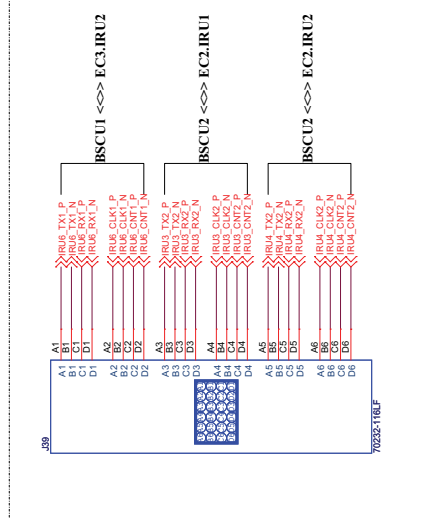 BSCU1 <=> EC3.IRU2
BSCU2 <=> EC2.IRU1
BSCU2 <=> EC2.IRU2
IRU6_TX1_P
IRU6_TX1_N
IRU6_RX1_P
IRU6_RX1_N
IRU6_CLK1_P
IRU6_CLK1_N
IRU6_CNT1_P
IRU6_CNT1_N
IRU3_TX2_P
IRU3_TX2_N
IRU3_RX2_P
IRU3_RX2_N
IRU3_CLK2_P
IRU3_CLK2_N
IRU3_CNT2_P
IRU3_CNT2_N
IRU4_TX2_P
IRU4_TX2_N
IRU4_RX2_P
IRU4_RX2_N
IRU4_CLK2_P
IRU4_CLK2_N
IRU4_CNT2_P
IRU4_CNT2_N
A1
B1
C1
D1
A2
B2
C2
D2
A3
B3
C3
D3
A4
B4
C4
D4
A5
B5
C5
D5
A6
B6
C6
D6
A1
B1
C1
D1
A2
B2
C2
D2
A3
B3
C3
D3
A4
B4
C4
D4
A5
B5
C5
D5
A6
B6
C6
D6
J39
70232-116LF